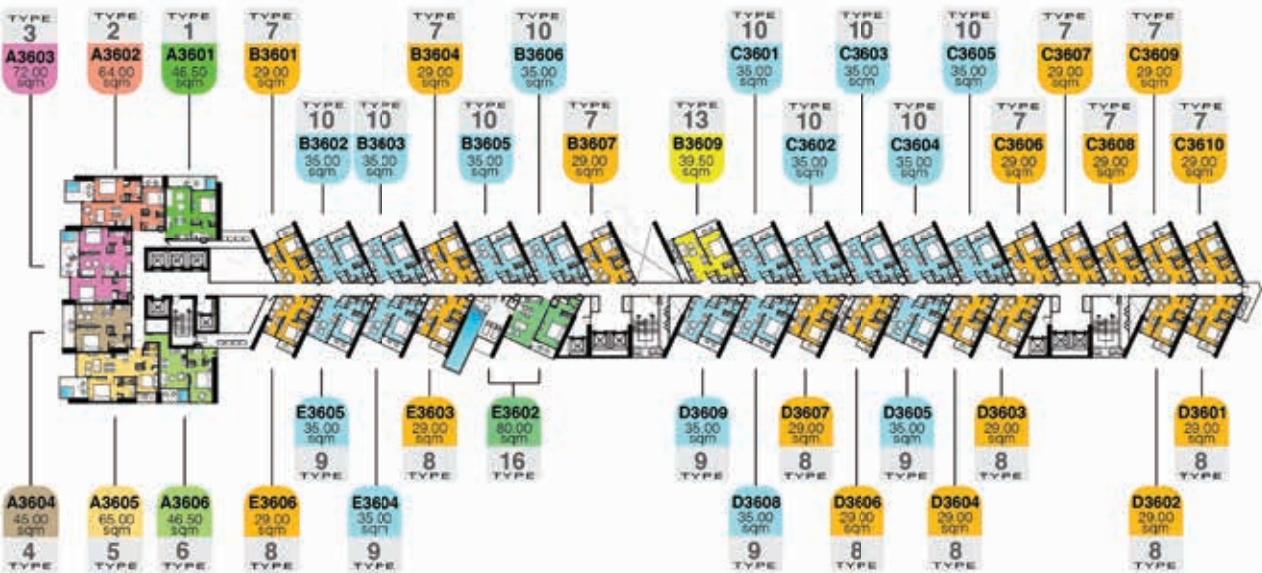 TYPE
3
A3603
72.00
sqm
TYPE
2
A3602
64.00
sqm
TYPE
1
A3601
46.50
sqm
TYPE
7
B3601
29.00
sqm
TYPE
7
B3604
29.00
sqm
TYPE
10
B3606
35.00
sqm
TYPE
10
C3601
35.00
sqm
TYPE
10
C3603
35.00
sqm
TYPE
10
C3605
35.00
sqm
TYPE
7
C3607
29.00
sqm
TYPE
7
C3609
29.00
sqm
TYPE
10
B3602
35.00
sqm
TYPE
10
B3603
35.00
sqm
TYPE
10
B3605
35.00
sqm
TYPE
7
B3607
29.00
sqm
TYPE
13
B3609
39.50
sqm
TYPE
10
C3602
35.00
sqm
TYPE
10
C3604
35.00
sqm
TYPE
7
C3606
29.00
sqm
TYPE
7
C3608
29.00
sqm
TYPE
7
C3610
29.00
sqm
E3605
35.00
sqm
9
TYPE
E3603
29.00
sqm
8
TYPE
E3602
80.00
sqm
16
TYPE
D3609
35.00
sqm
9
TYPE
D3607
29.00
sqm
8
TYPE
D3605
35.00
sqm
9
TYPE
D3603
29.00
sqm
8
TYPE
D3601
29.00
sqm
8
TYPE
A3604
45.00
sqm
4
TYPE
A3605
65.00
sqm
5
TYPE
A3606
46.50
sqm
6
TYPE
E3606
29.00
sqm
8
TYPE
E3604
35.00
sqm
9
TYPE
D3608
35.00
sqm
9
TYPE
D3606
29.00
sqm
8
TYPE
D3604
29.00
sqm
8
TYPE
D3602
29.00
sqm
8
TYPE